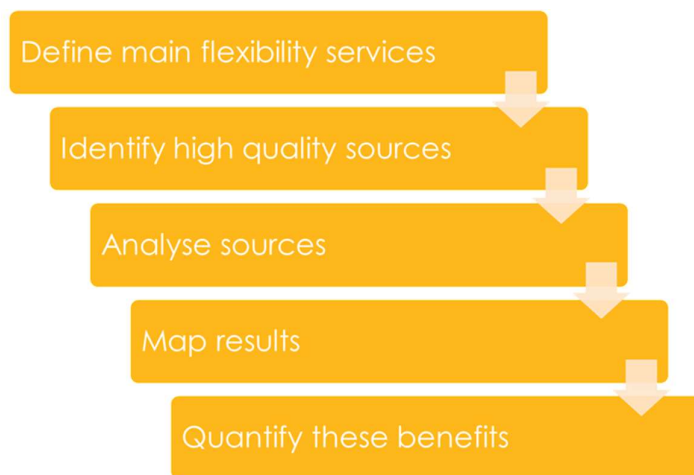 Define main flexibility services
Identify high quality sources
Analyse sources
Map results
Quantify these benefits